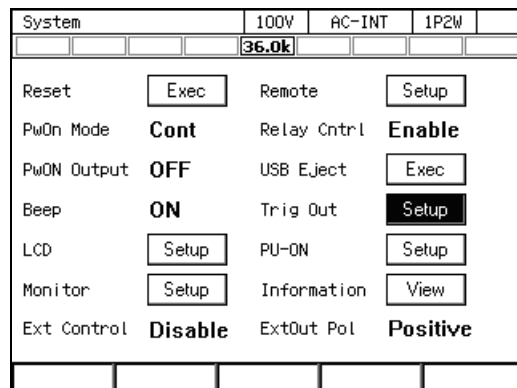 System 100V AC-INT 1P2W
36.0k
Reset Exec Remote Setup
PwOn Mode Cont Relay Cntrl Enable
PwON Output OFF USB Eject Exec
Beep ON Trig Out Setup
LCD Setup PU-ON Setup
Monitor Setup Information View
Ext Control Disable ExtOut Pol Positive